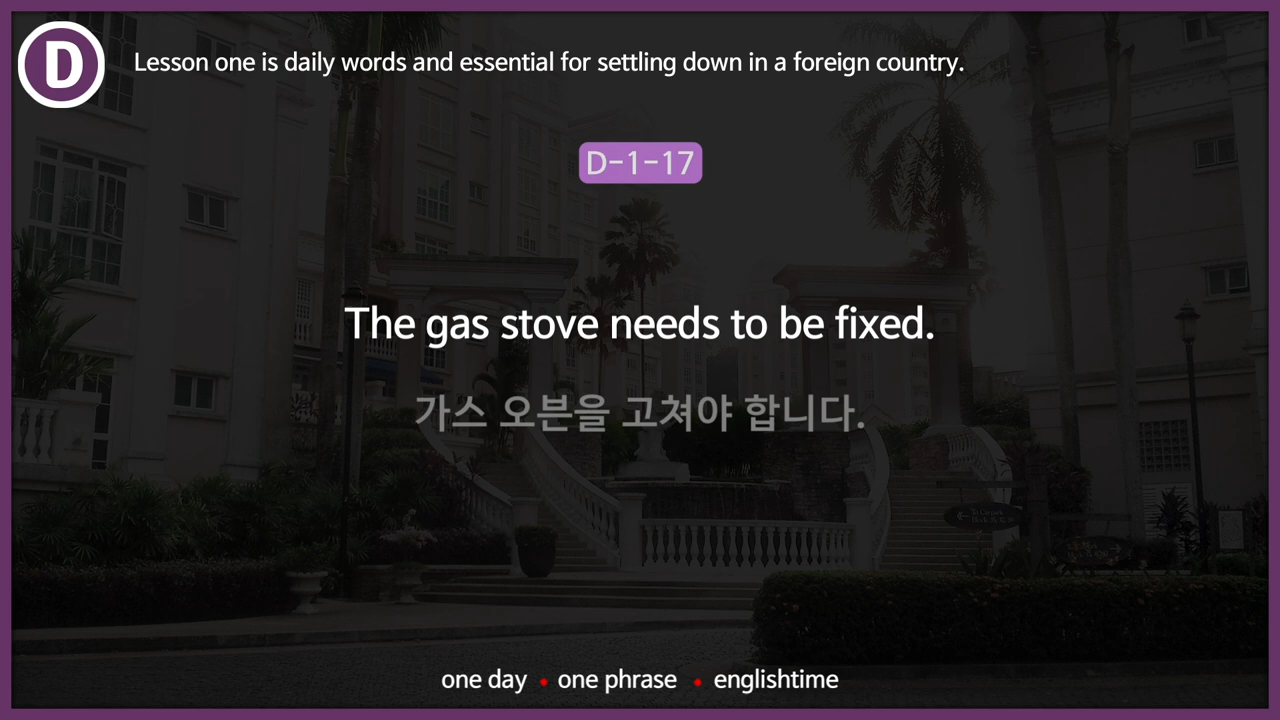 D
Lesson one is daily words and essential for settling down in a foreign country.
D-1-17
The gas stove needs to be fixed.
가스 오븐을 고쳐야 합니다.
To Carpark
one day • one phrase • englishtime